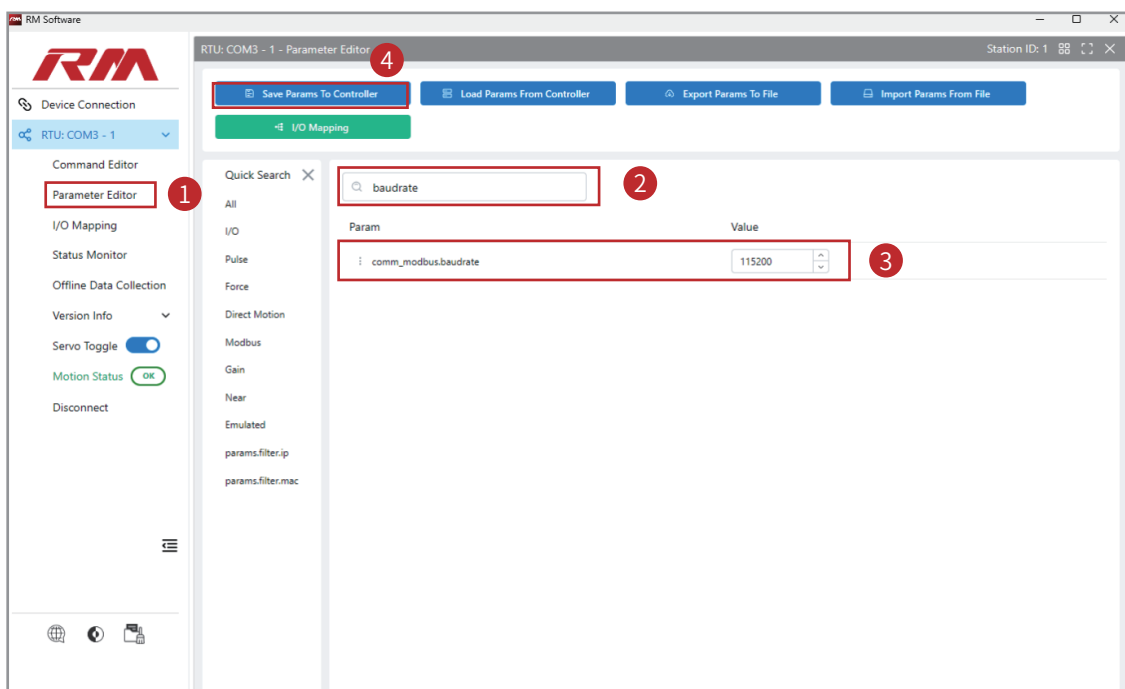 RM RM Software
RTU: COM3 - 1 - Parameter Editor
Station ID: 1
4
RM
Device Connection
RTU: COM3 - 1
Command Editor
Parameter Editor
1
I/O Mapping
Status Monitor
Offline Data Collection
Version Info
Servo Toggle
Motion Status OK
Disconnect
Save Params To Controller
Load Params From Controller
Export Params To File
Import Params From File
I/O Mapping
Quick Search
All
I/O
Pulse
Force
Direct Motion
Modbus
Gain
Near
Emulated
params.filter.ip
params.filter.mac
baudrate
2
Param Value
comm_modbus.baudrate 115200
3